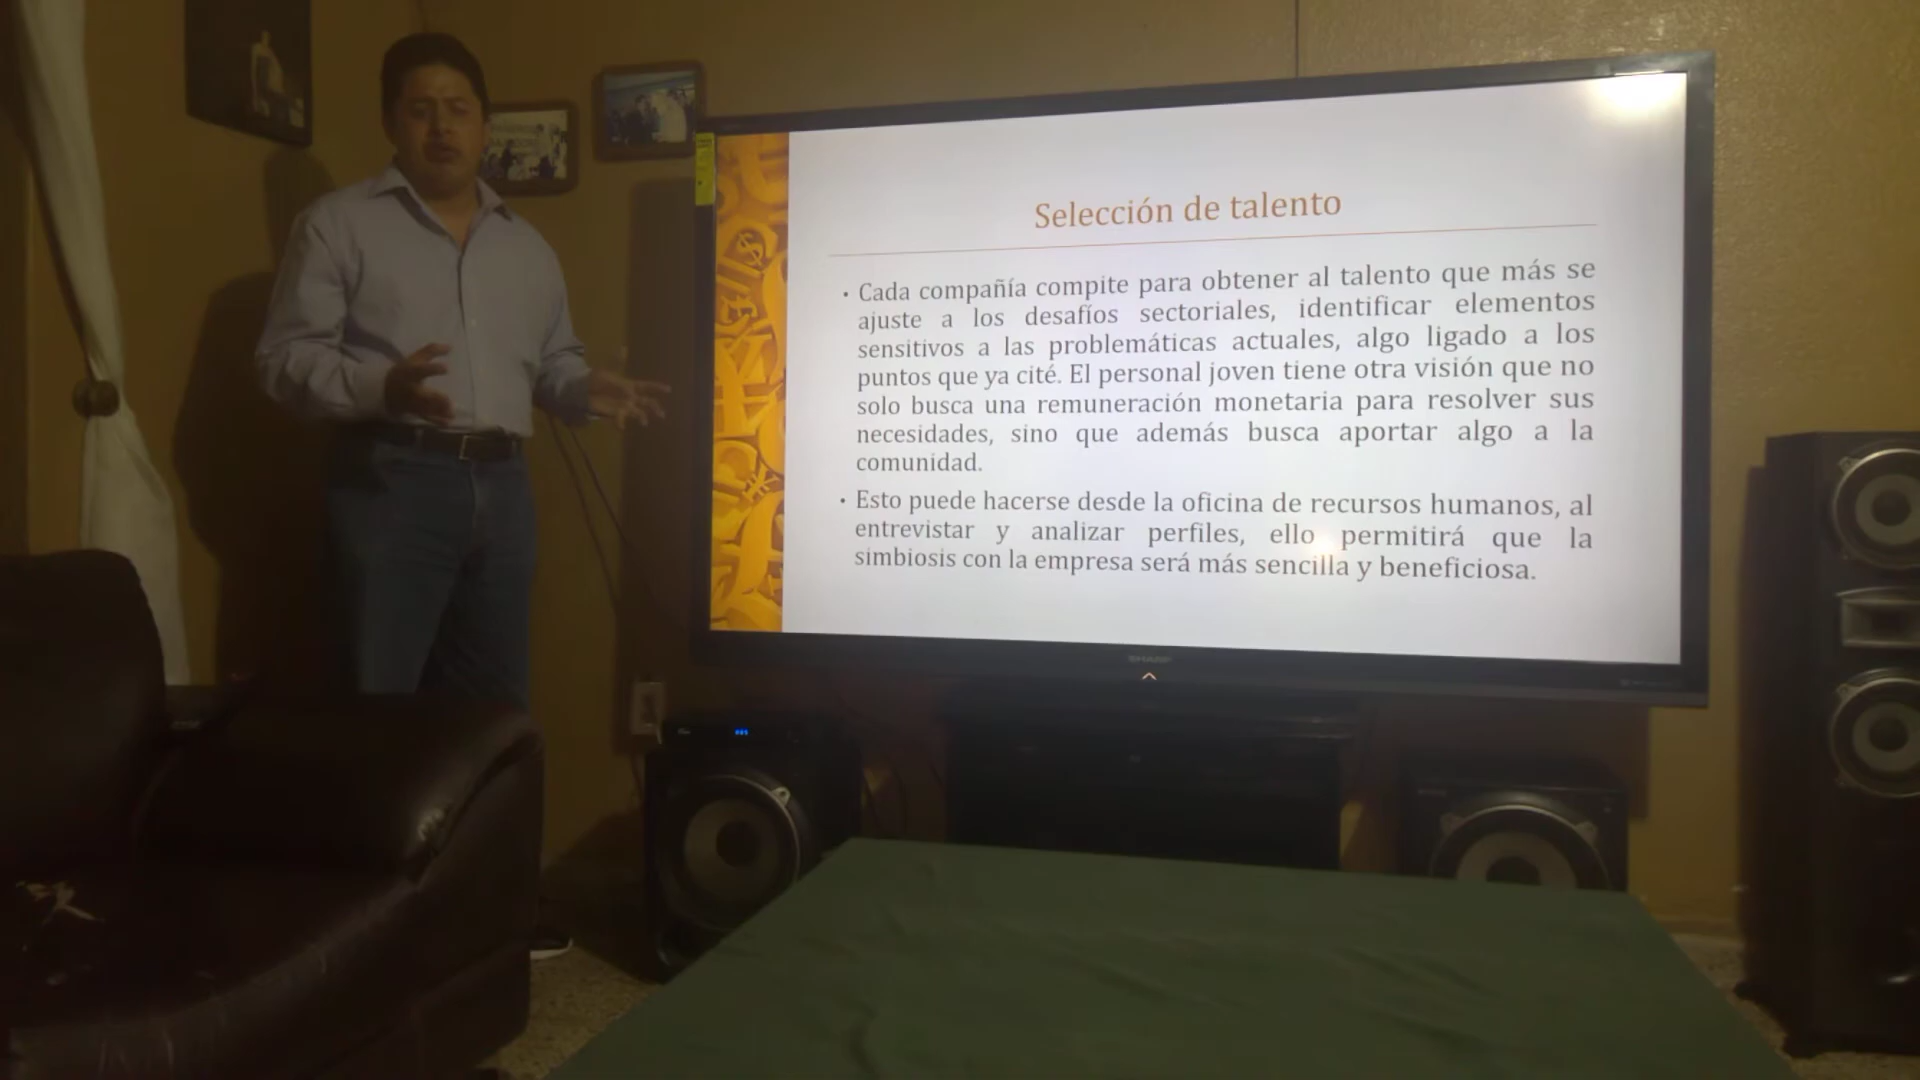 Selección de talento
• Cada compañía compite para obtener al talento que más se
ajuste a los desafíos sectoriales, identificar elementos
sensitivos a las problemáticas actuales, algo ligado a los
puntos que ya cité. El personal joven tiene otra visión que no
solo busca una remuneración monetaria para resolver sus
necesidades, sino que además busca aportar algo a la
comunidad.
• Esto puede hacerse desde la oficina de recursos humanos, al
entrevistar y analizar perfiles, ello permitirá que la
simbiosis con la empresa será más sencilla y beneficiosa.
SHARP